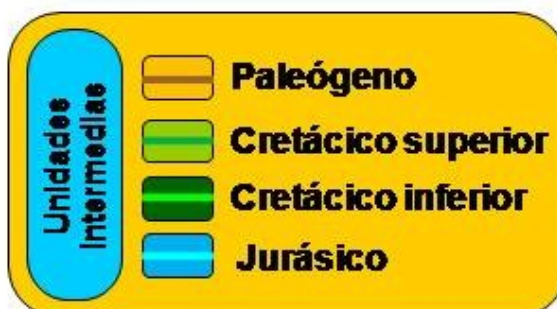 Unidades
Intermedias
Paleógeno
Cretácico superior
Cretácico inferior
Jurásico